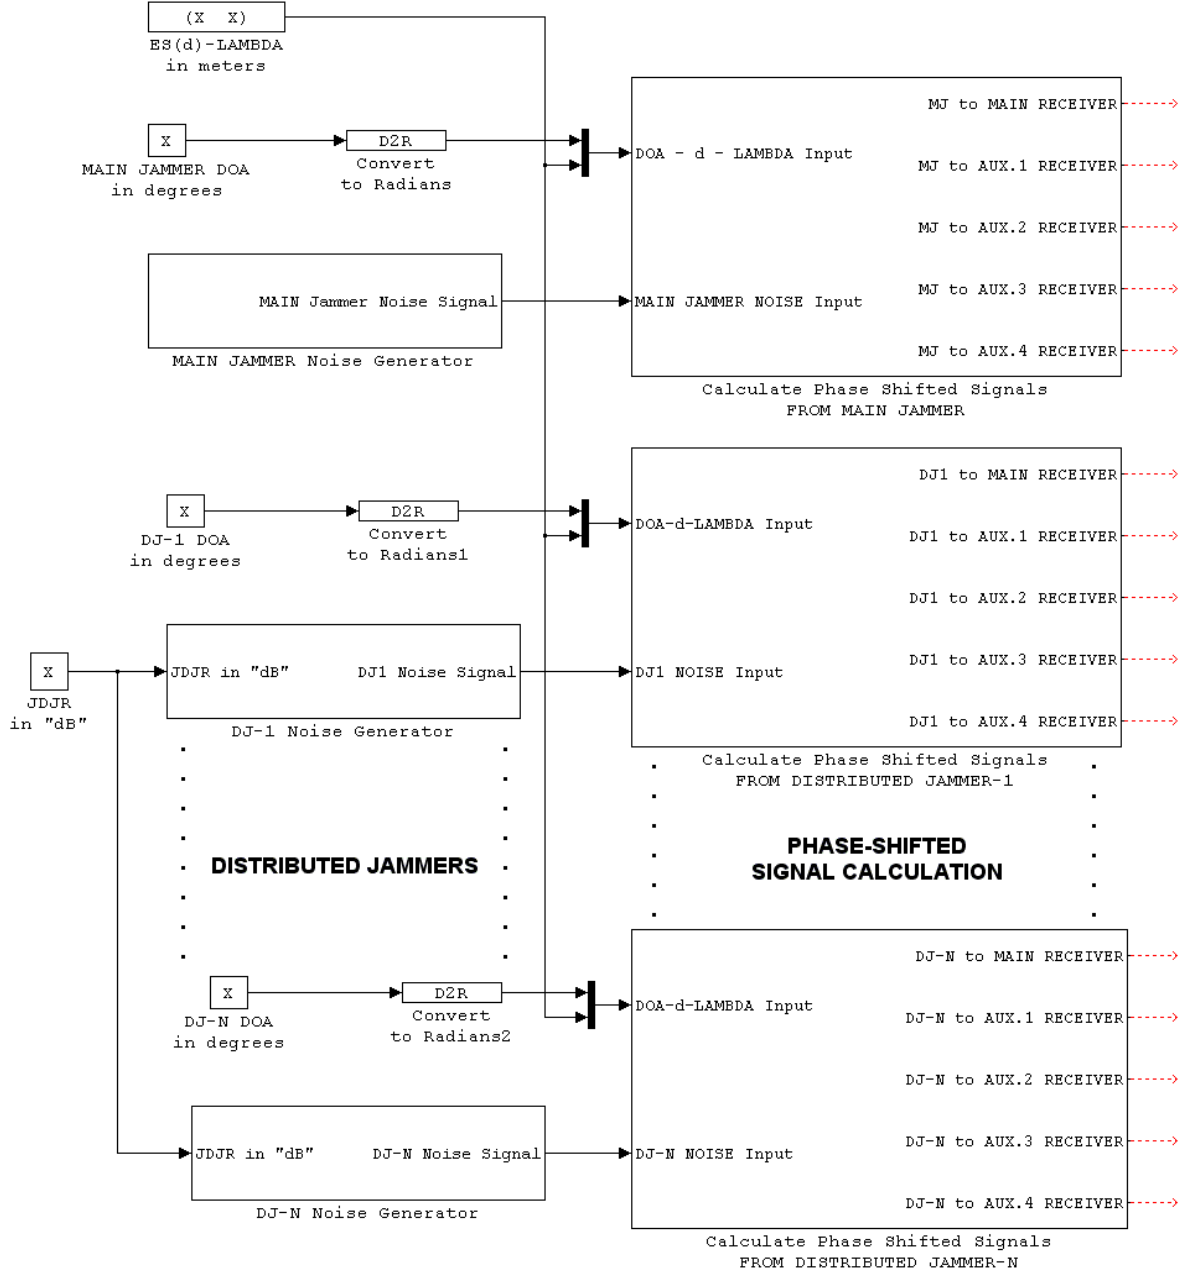 (X X)
ES(d)-LAMBDA
in meters
X
MAIN JAMMER DOA
in degrees
D2R
Convert
to Radians
DOA - d - LAMBDA Input
MAIN JAMMER NOISE Input
MJ to MAIN RECEIVER
MJ to AUX.1 RECEIVER
MJ to AUX.2 RECEIVER
MJ to AUX.3 RECEIVER
MJ to AUX.4 RECEIVER
Calculate Phase Shifted Signals
FROM MAIN JAMMER
MAIN Jammer Noise Signal
MAIN JAMMER Noise Generator
X
DJ-1 DOA
in degrees
D2R
Convert
to Radians1
DOA-d-LAMBDA Input
DJ1 NOISE Input
DJ1 to MAIN RECEIVER
DJ1 to AUX.1 RECEIVER
DJ1 to AUX.2 RECEIVER
DJ1 to AUX.3 RECEIVER
DJ1 to AUX.4 RECEIVER
Calculate Phase Shifted Signals
FROM DISTRIBUTED JAMMER-1
X
JDJR
in "dB"
JDJR in "dB"
DJ1 Noise Signal
DJ-1 Noise Generator
DISTRIBUTED JAMMERS
PHASE-SHIFTED
SIGNAL CALCULATION
X
DJ-N DOA
in degrees
D2R
Convert
to Radians2
DOA-d-LAMBDA Input
DJ-N NOISE Input
DJ-N to MAIN RECEIVER
DJ-N to AUX.1 RECEIVER
DJ-N to AUX.2 RECEIVER
DJ-N to AUX.3 RECEIVER
DJ-N to AUX.4 RECEIVER
Calculate Phase Shifted Signals
FROM DISTRIBUTED JAMMER-N
JDJR in "dB"
DJ-N Noise Signal
DJ-N Noise Generator